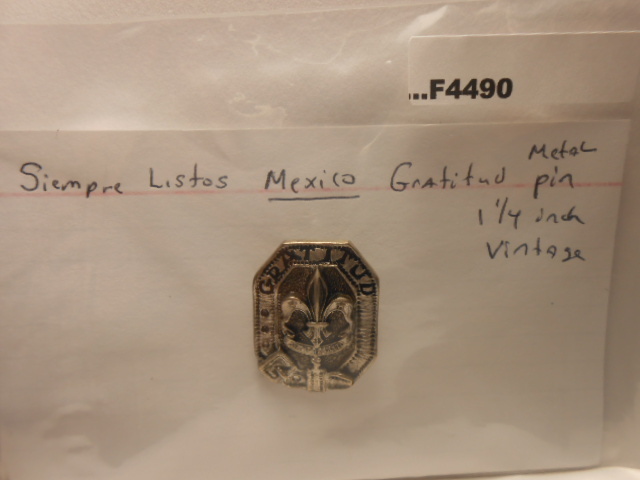 ...F4490
Siempre Listos Mexico Gratitud Metal pin
1 1/4 inch
Vintage
GRATITUD